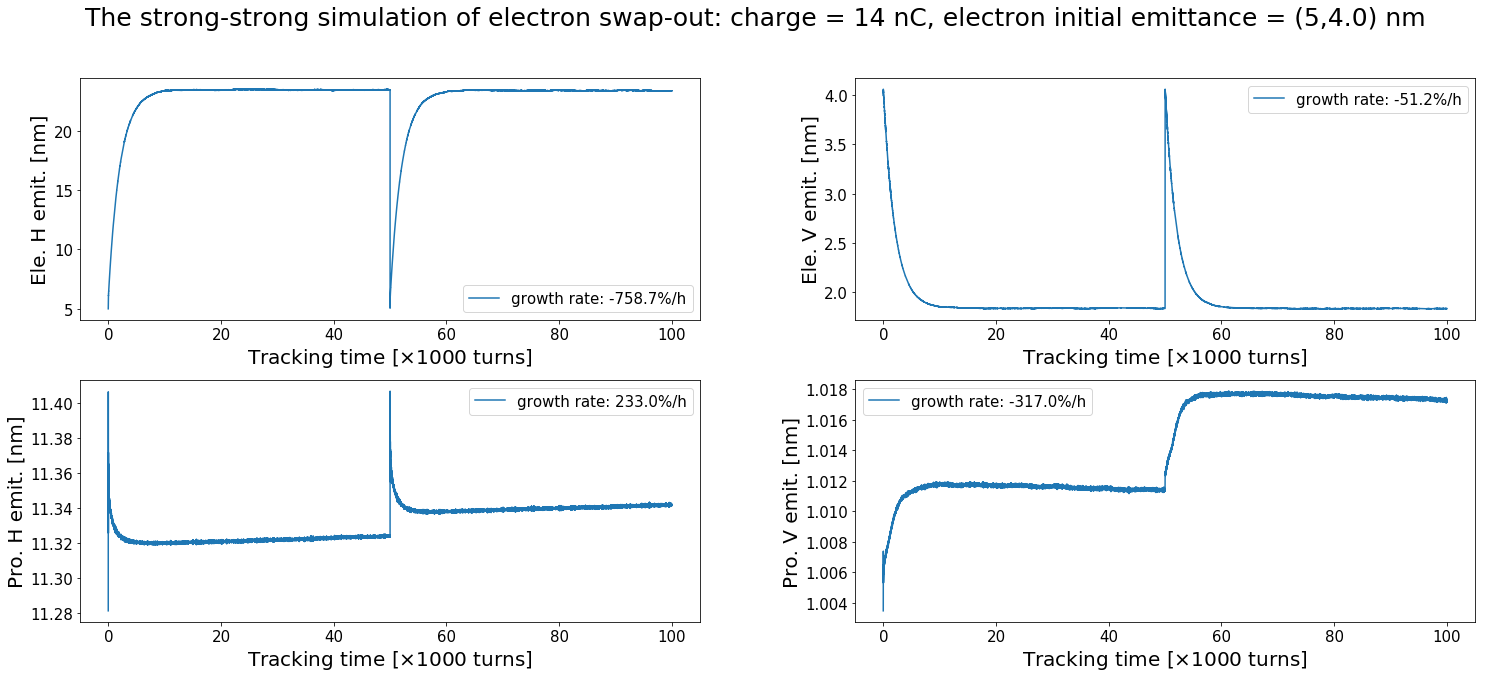 The strong-strong simulation of electron swap-out: charge = 14 nC, electron initial emittance = (5,4.0) nm
Ele. H emit. [nm]
20
15
10
5
growth rate: -758.7%/h
0 20 40 60 80 100
Tracking time [×1000 turns]
Ele. V emit. [nm]
4.0
3.5
3.0
2.5
2.0
growth rate: -51.2%/h
0 20 40 60 80 100
Tracking time [×1000 turns]
Pro. H emit. [nm]
11.40
11.38
11.36
11.34
11.32
11.30
11.28
growth rate: 233.0%/h
0 20 40 60 80 100
Tracking time [×1000 turns]
Pro. V emit. [nm]
1.018
1.016
1.014
1.012
1.010
1.008
1.006
1.004
growth rate: -317.0%/h
0 20 40 60 80 100
Tracking time [×1000 turns]